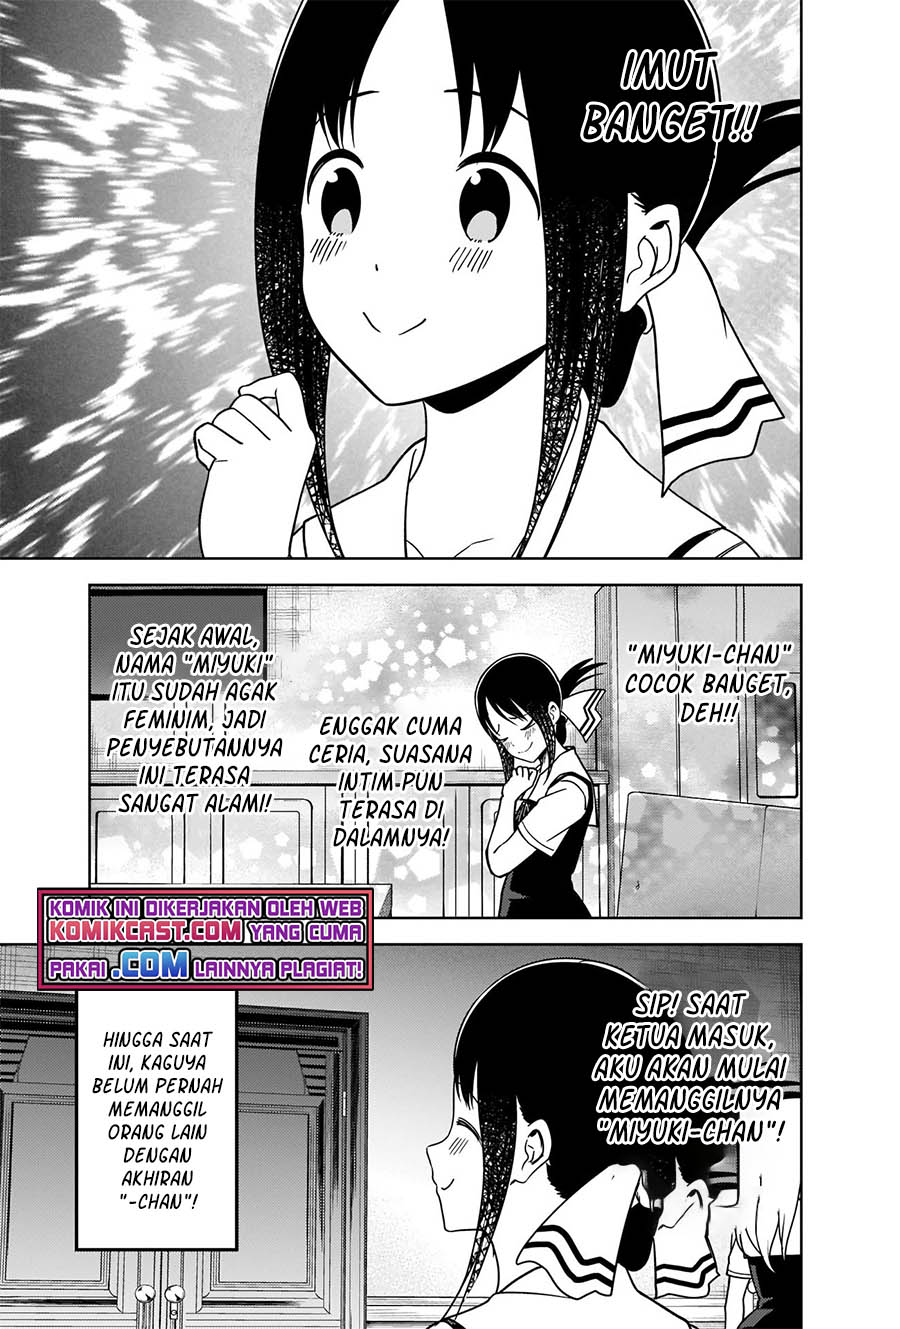 IMUT
BANGET!!
"MIYUKI-CHAN"
COCOK BANGET,
DEH!!
ENGGAK CUMA
CERIA, SUASANA
INTIM-PUN
TERASA DI
DALAMNYA!
SEJAK AWAL,
NAMA "MIYUKI"
ITU SUDAH AGAK
FEMINIM, JADI
PENYEBUTANNYA
INI TERASA
SANGAT ALAMI!
KOMIK INI DIKERJAKAN OLEH WEB
KOMIKCAST.COM YANG CUMA
PAKAI .COM LAINNYA PLAGIAT!
SIP! SAAT
KETUA MASUK,
AKU AKAN MULAI
MEMANGGILNYA
"MIYUKI-CHAN"!
HINGGA SAAT
INI, KAGUYA
BELUM PERNAH
MEMANGGIL
ORANG LAIN
DENGAN
AKHIRAN
"-CHAN"!